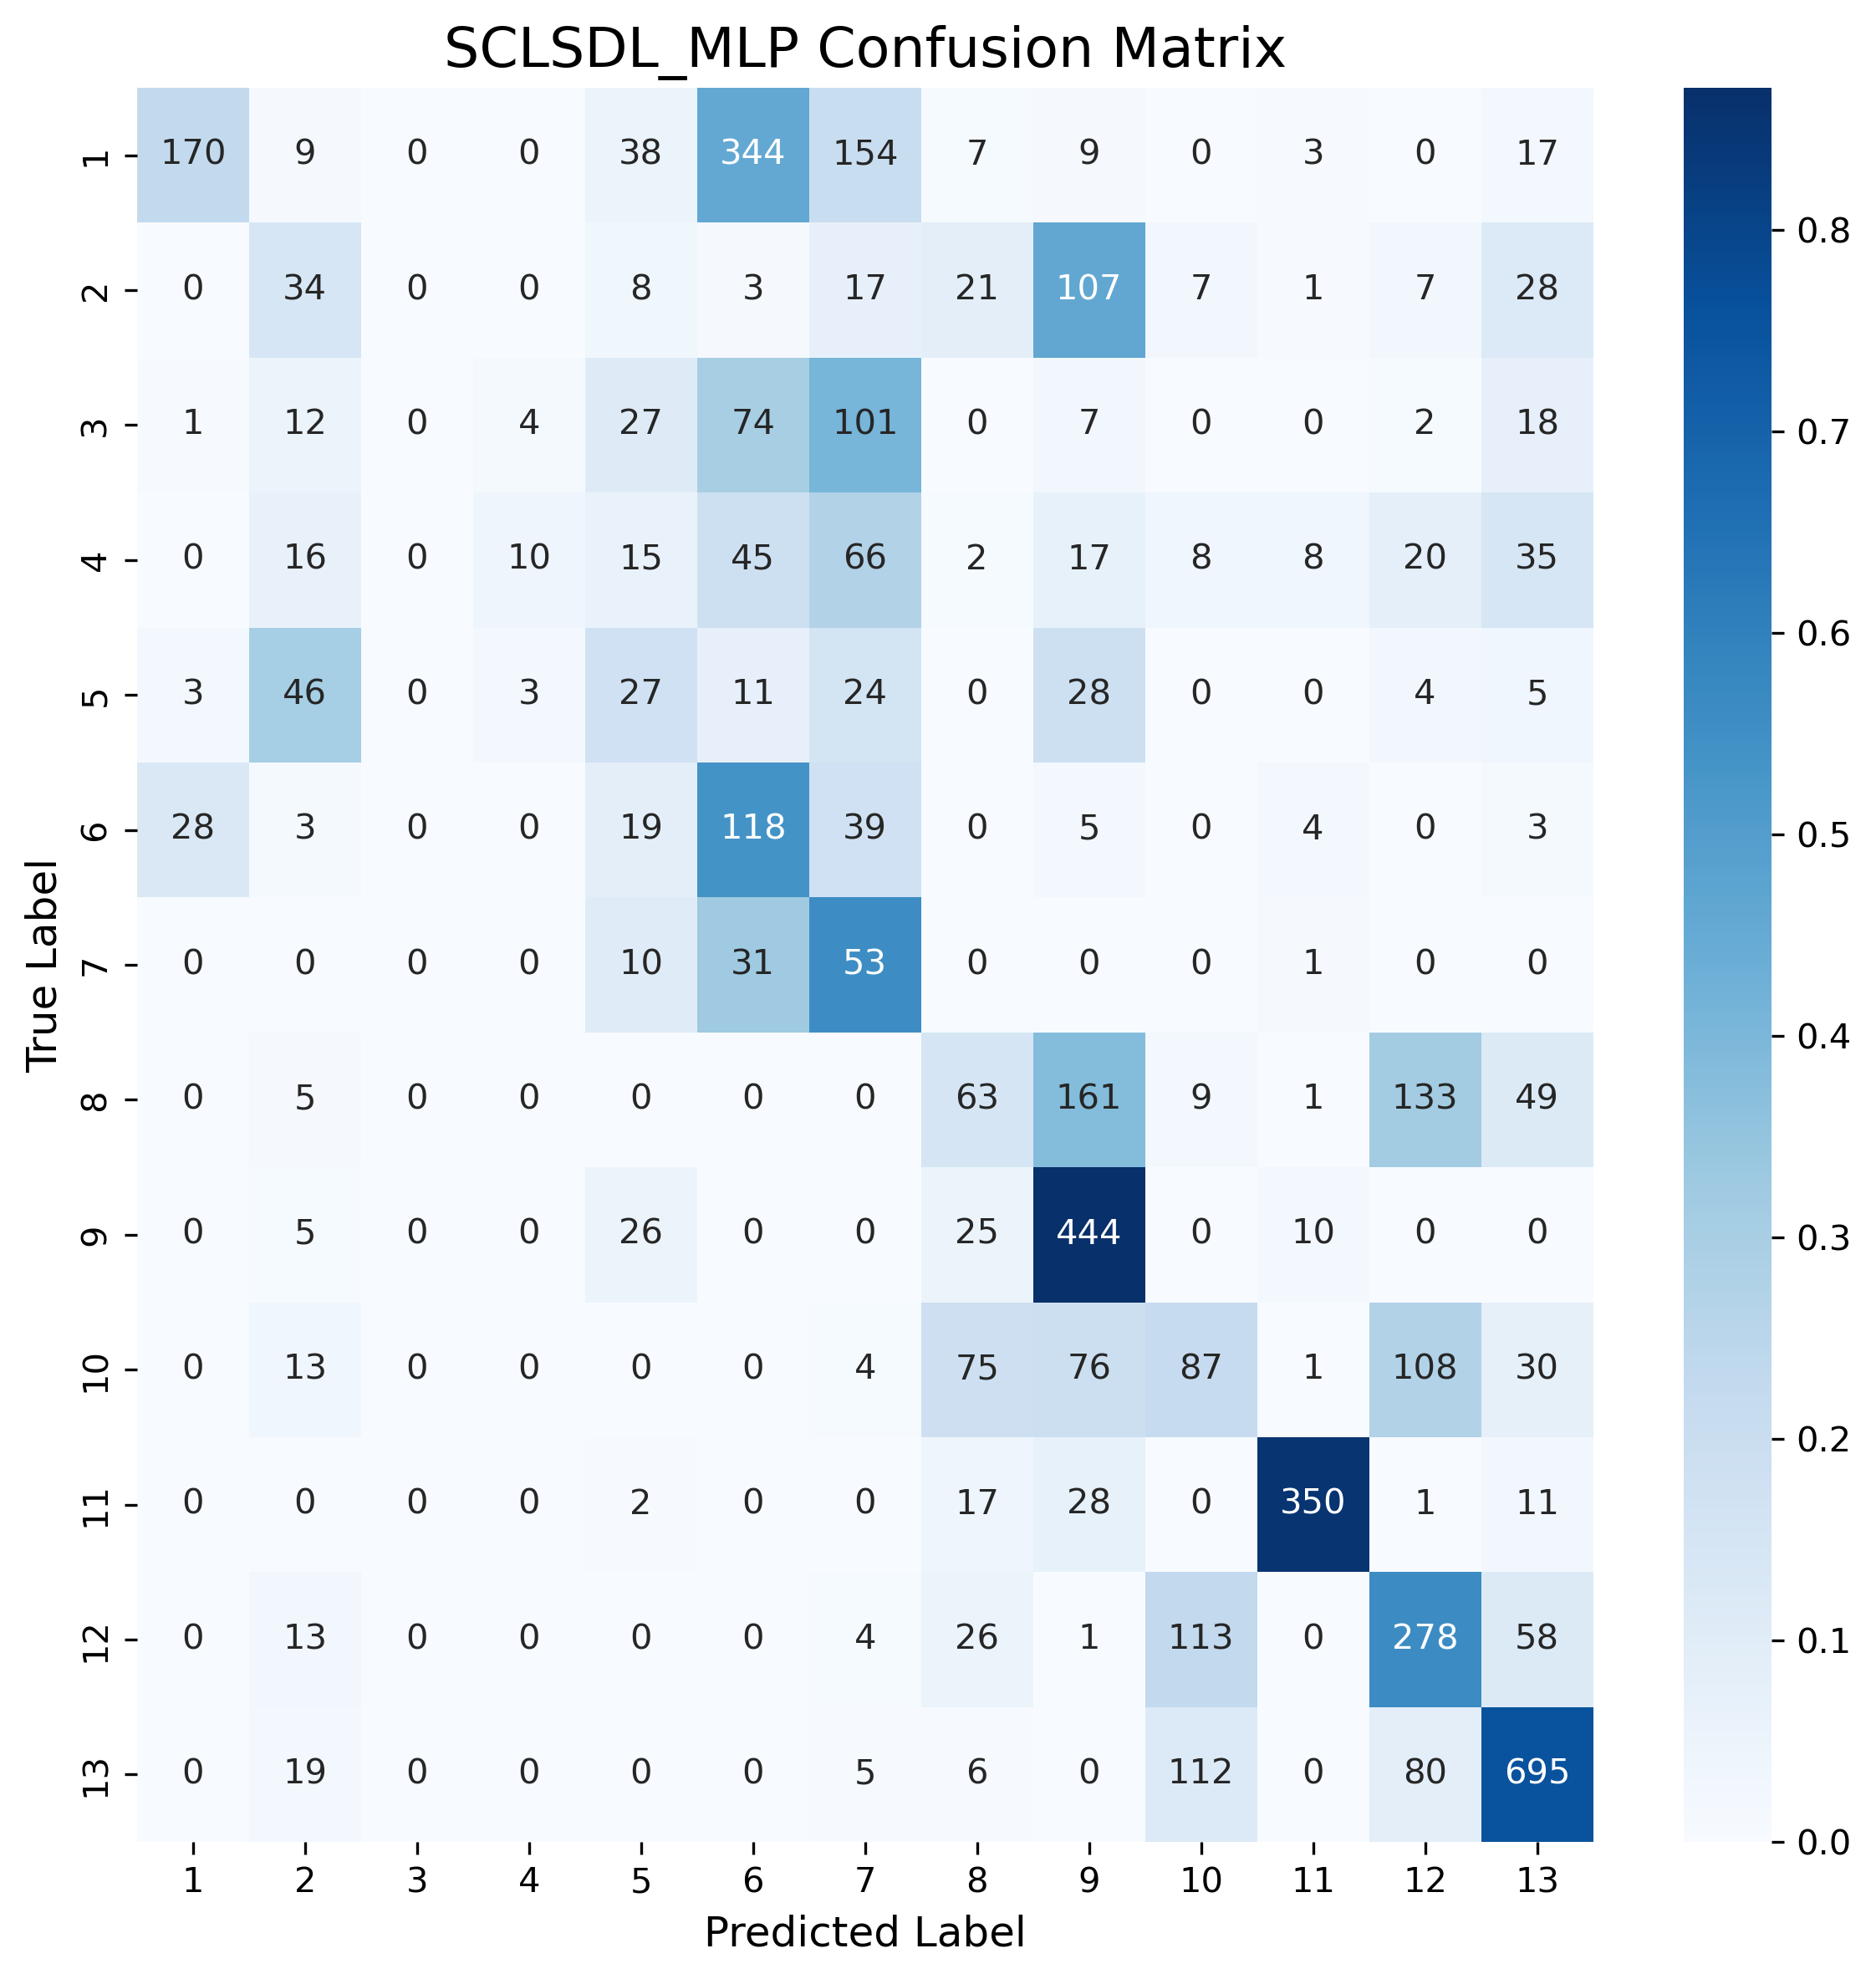 SCLSDL_MLP Confusion Matrix
1 170 9 0 0 38 344 154 7 9 0 3 0 17
2 0 34 0 0 8 3 17 21 107 7 1 7 28
3 1 12 0 4 27 74 101 0 7 0 0 2 18
4 0 16 0 10 15 45 66 2 17 8 8 20 35
5 3 46 0 3 27 11 24 0 28 0 0 4 5
6 28 3 0 0 19 118 39 0 5 0 4 0 3
7 0 0 0 0 10 31 53 0 0 0 1 0 0
8 0 5 0 0 0 0 0 63 161 9 1 133 49
9 0 5 0 0 26 0 0 25 444 0 10 0 0
10 0 13 0 0 0 0 4 75 76 87 1 108 30
11 0 0 0 0 2 0 0 17 28 0 350 1 11
12 0 13 0 0 0 0 4 26 1 113 0 278 58
13 0 19 0 0 0 0 5 6 0 112 0 80 695
1 2 3 4 5 6 7 8 9 10 11 12 13
Predicted Label
True Label
0.8
0.7
0.6
0.5
0.4
0.3
0.2
0.1
0.0